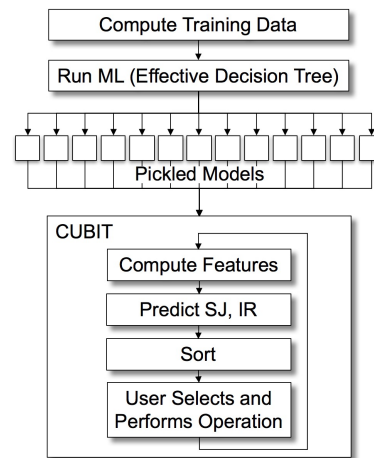 Compute Training Data
Run ML (Effective Decision Tree)
Pickled Models
CUBIT
Compute Features
Predict SJ, IR
Sort
User Selects and
Performs Operation